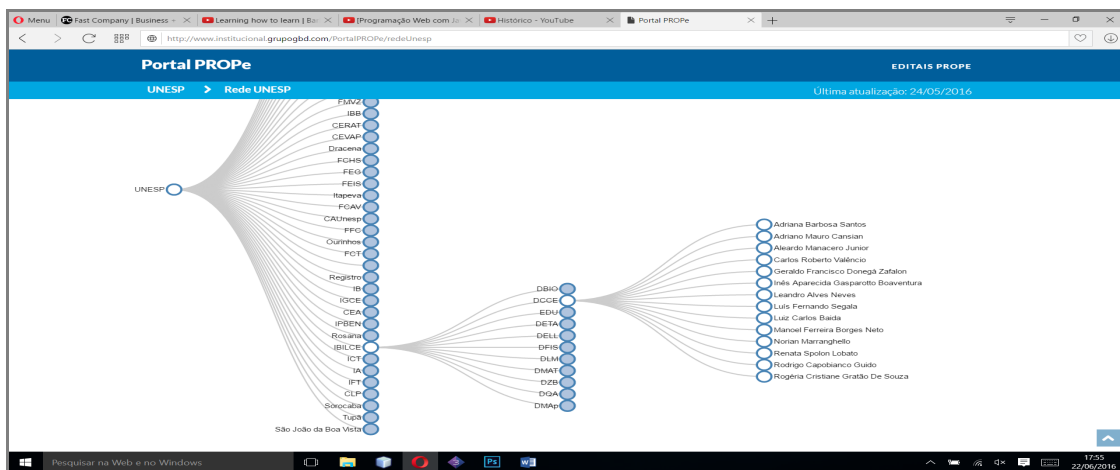 Menu
Fast Company | Business +
Learning how to learn | Ba
[Programação Web com Ja
Histórico - YouTube
Portal PROPe
http://www.institucional.grupogbd.com/PortalPROPe/redeUnesp
Portal PROPe
EDITAIS PROPE
UNESP > Rede UNESP
Última atualização: 24/05/2016
UNESP
FMVZ
IBB
CERAT
CEVAP
Dracena
FCHS
FEG
FEIS
Itapeva
FCAV
CAUnesp
FFC
Ourinhos
FCT
Registro
IB
IGCE
CEA
IPBEN
Rosana
IBILCE
ICT
IA
IFT
CLP
Sorocaba
Tupã
São João da Boa Vista
DBIO
DCCE
EDU
DETA
DELL
DFIS
DLM
DMAT
DZB
DQA
DMAp
Adriana Barbosa Santos
Adriano Mauro Cansian
Aleardo Manacero Junior
Carlos Roberto Valêncio
Geraldo Francisco Donegá Zafalon
Inês Aparecida Gasparotto Boaventura
Leandro Alves Neves
Luís Fernando Segala
Luiz Carlos Baida
Manoel Ferreira Borges Neto
Norian Marranghello
Renata Spolon Lobato
Rodrigo Capobianco Guido
Rogéria Cristiane Gratão De Souza
Pesquisar na Web e no Windows
Ps
17:55
22/06/2016